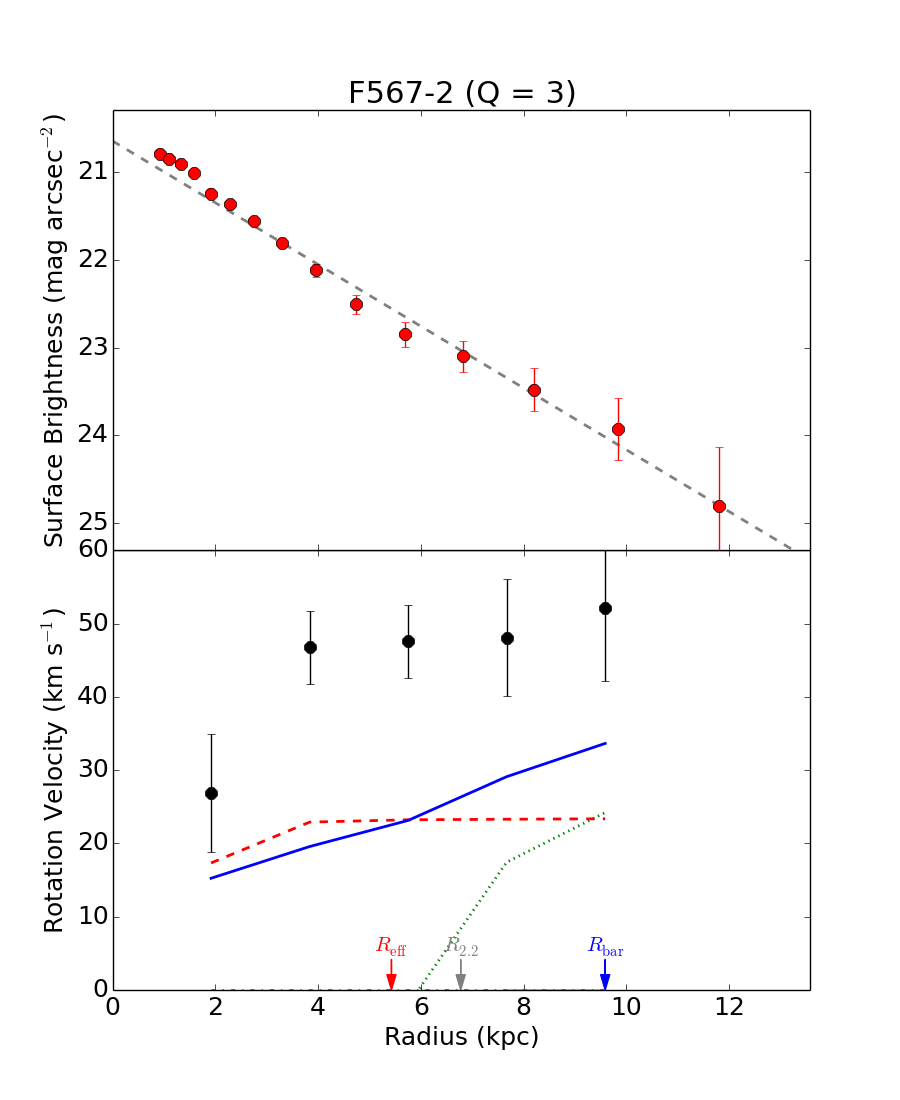 F567-2 (Q = 3)
Surface Brightness (mag arcsec⁻²)
21
22
23
24
25
Rotation Velocity (km s⁻¹)
60
50
40
30
20
10
0
R_eff
R_2.2
R_bar
0 2 4 6 8 10 12
Radius (kpc)